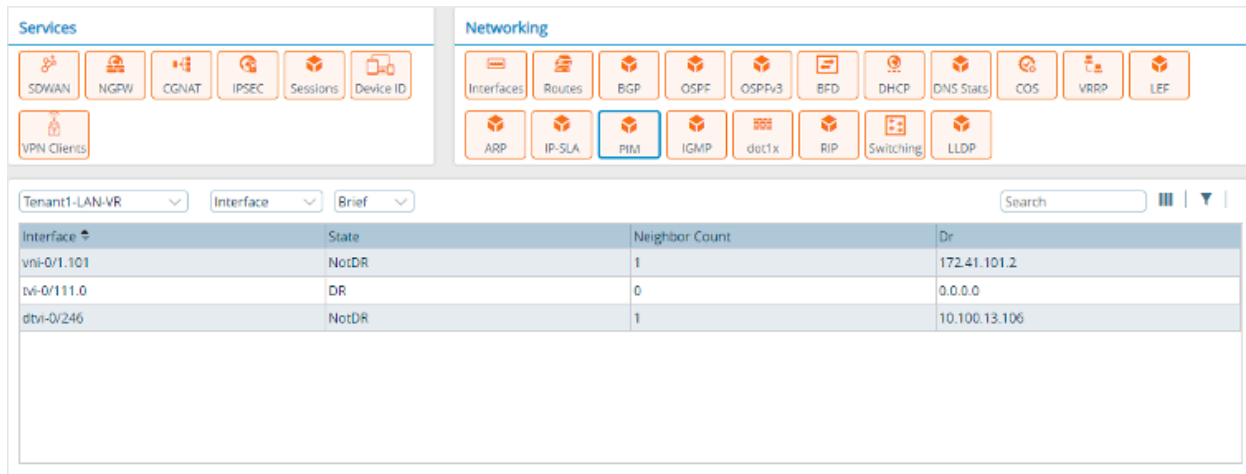 Services
SDWAN NGFW CGNAT IPSEC Sessions Device ID
VPN Clients
Networking
Interfaces Routes BGP OSPF OSPFv3 BFD DHCP DNS Stats COS VRRP LEF
ARP IP-SLA PIM IGMP dot1x RIP Switching LLDP
Tenant1-LAN-VR Interface Brief Search
Interface State Neighbor Count Dr
vni-0/1.101 NotDR 1 172.41.101.2
tvi-0/111.0 DR 0 0.0.0.0
dtvi-0/246 NotDR 1 10.100.13.106